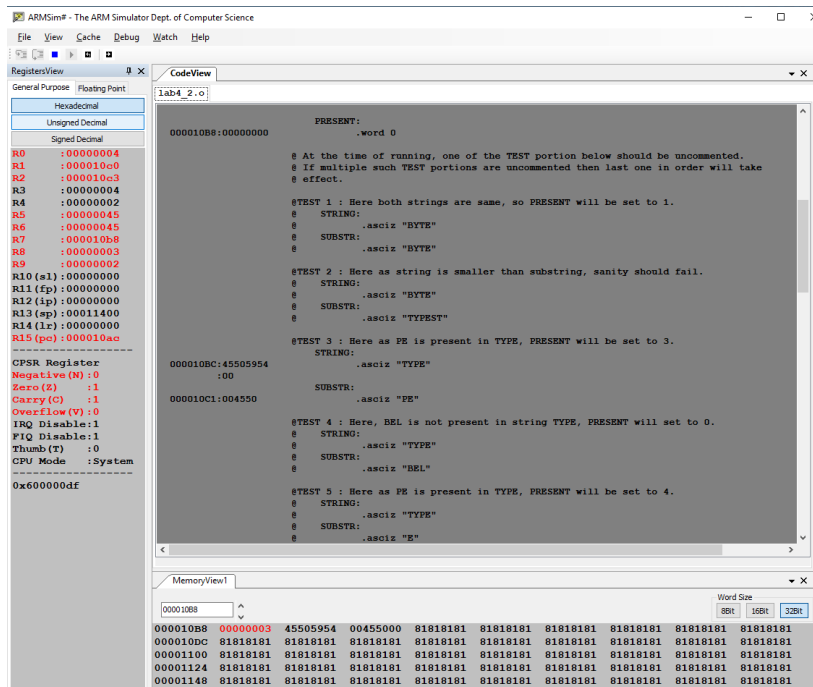 ARMSim# - The ARM Simulator Dept. of Computer Science
File View Cache Debug Watch Help
RegistersView
General Purpose Floating Point
Hexadecimal
Unsigned Decimal
Signed Decimal
R0 :00000004
R1 :000010c0
R2 :000010c3
R3 :00000004
R4 :00000002
R5 :00000045
R6 :00000045
R7 :000010b8
R8 :00000003
R9 :00000002
R10(sl):00000000
R11(fp):00000000
R12(ip):00000000
R13(sp):00011400
R14(lr):00000000
R15(pc):000010ac
------------------
CPSR Register
Negative(N):0
Zero(Z) :1
Carry(C) :1
Overflow(V):0
IRQ Disable:1
FIQ Disable:1
Thumb(T) :0
CPU Mode :System
------------------
0x600000df
CodeView
lab4_2.o
PRESENT:
000010B8:00000000 .word 0
@ At the time of running, one of the TEST portion below should be uncommented.
@ If multiple such TEST portions are uncommented then last one in order will take
@ effect.
@TEST 1 : Here both strings are same, so PRESENT will be set to 1.
@ STRING:
@ .asciz "BYTE"
@ SUBSTR:
@ .asciz "BYTE"
@TEST 2 : Here as string is smaller than substring, sanity should fail.
@ STRING:
@ .asciz "BYTE"
@ SUBSTR:
@ .asciz "TYPEST"
@TEST 3 : Here as PE is present in TYPE, PRESENT will be set to 3.
STRING:
000010BC:45505954 .asciz "TYPE"
:00
SUBSTR:
000010C1:004550 .asciz "PE"
@TEST 4 : Here, BEL is not present in string TYPE, PRESENT will set to 0.
@ STRING:
@ .asciz "TYPE"
@ SUBSTR:
@ .asciz "BEL"
@TEST 5 : Here as PE is present in TYPE, PRESENT will be set to 4.
@ STRING:
@ .asciz "TYPE"
@ SUBSTR:
@ .asciz "E"
MemoryView1
Word Size
000010B8 8Bit 16Bit 32Bit
000010B8 00000003 45505954 00455000 81818181 81818181 81818181 81818181 81818181 81818181
000010DC 81818181 81818181 81818181 81818181 81818181 81818181 81818181 81818181 81818181
00001100 81818181 81818181 81818181 81818181 81818181 81818181 81818181 81818181 81818181
00001124 81818181 81818181 81818181 81818181 81818181 81818181 81818181 81818181 81818181
00001148 81818181 81818181 81818181 81818181 81818181 81818181 81818181 81818181 81818181